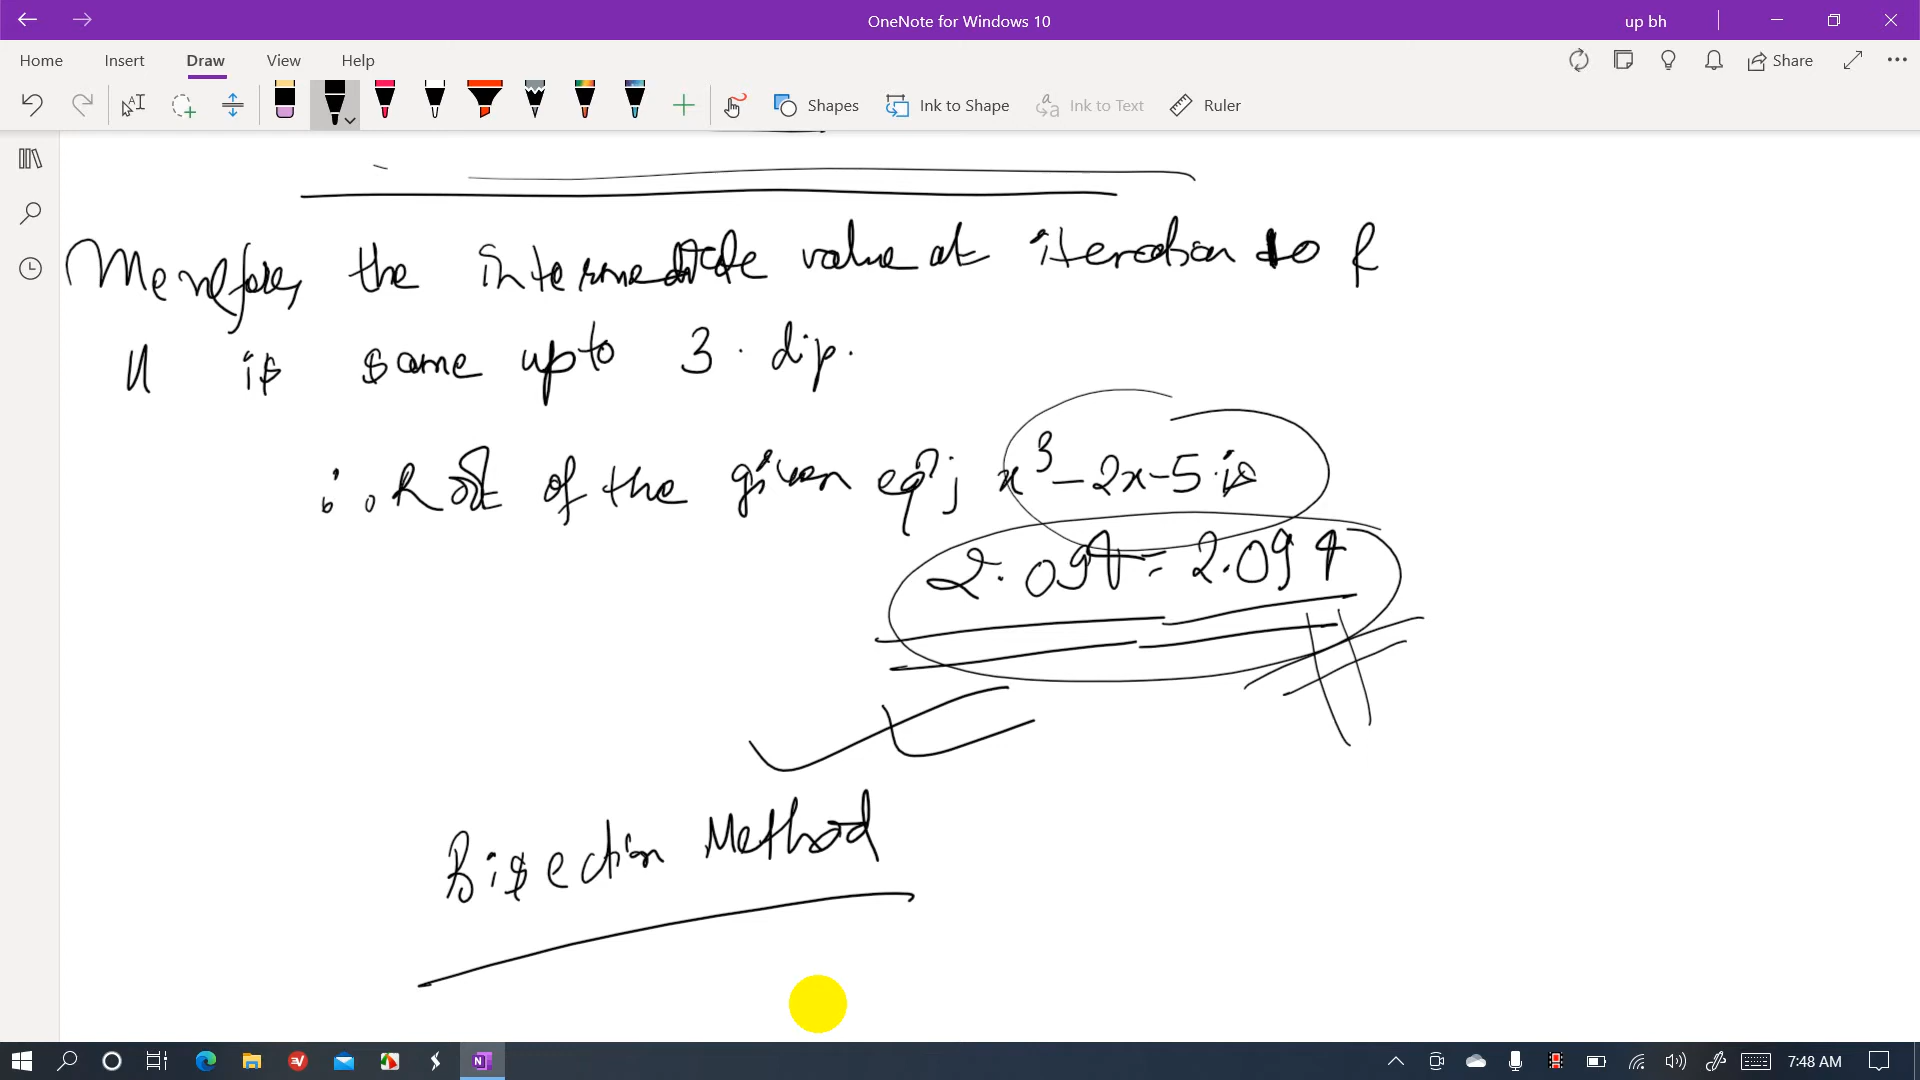 OneNote for Windows 10
up bh
Home Insert Draw View Help
Share
Shapes Ink to Shape Ink to Text Ruler
Therefore, the intermediate value at iteration 10 &
11 is same upto 3. d.p.
∴ Root of the given eqn; x³-2x-5 is
2.094 = 2.094
Bisection Method
7:48 AM